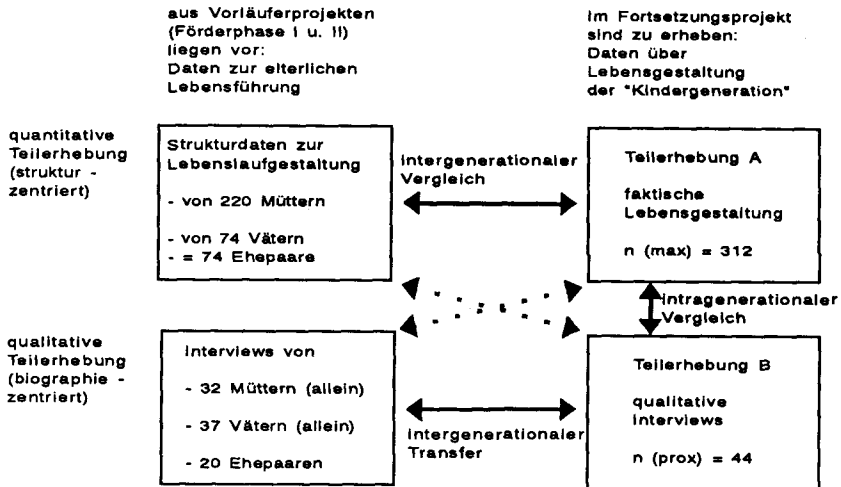 aus Vorläuferprojekten
(Förderphase I u. II)
liegen vor:
Daten zur elterlichen
Lebensführung
im Fortsetzungsprojekt
sind zu erheben:
Daten über
Lebensgestaltung
der "Kindergeneration"
quantitative
Teilerhebung
(struktur -
zentriert)
Strukturdaten zur
Lebenslaufgestaltung
- von 220 Müttern
- von 74 Vätern
- = 74 Ehepaare
Intergenerationaler
Vergleich
Teilerhebung A
faktische
Lebensgestaltung
n (max) = 312
Intragenerationaler
Vergleich
qualitative
Teilerhebung
(biographie -
zentriert)
Interviews von
- 32 Müttern (allein)
- 37 Vätern (allein)
- 20 Ehepaaren
Intergenerationaler
Transfer
Teilerhebung B
qualitative
Interviews
n (prox) = 44